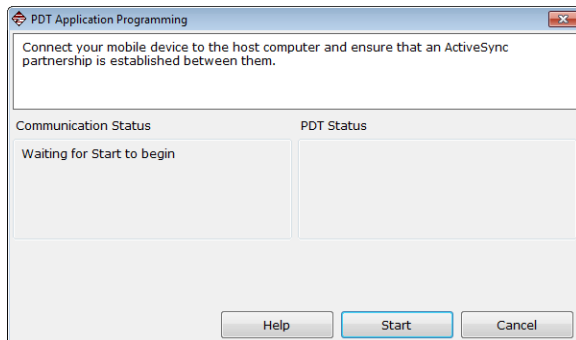 PDT Application Programming
Connect your mobile device to the host computer and ensure that an ActiveSync
partnership is established between them.
Communication Status
PDT Status
Waiting for Start to begin
Help
Start
Cancel